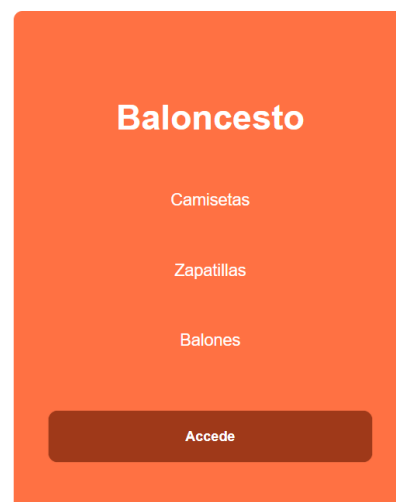 Baloncesto
Camisetas
Zapatillas
Balones
Accede